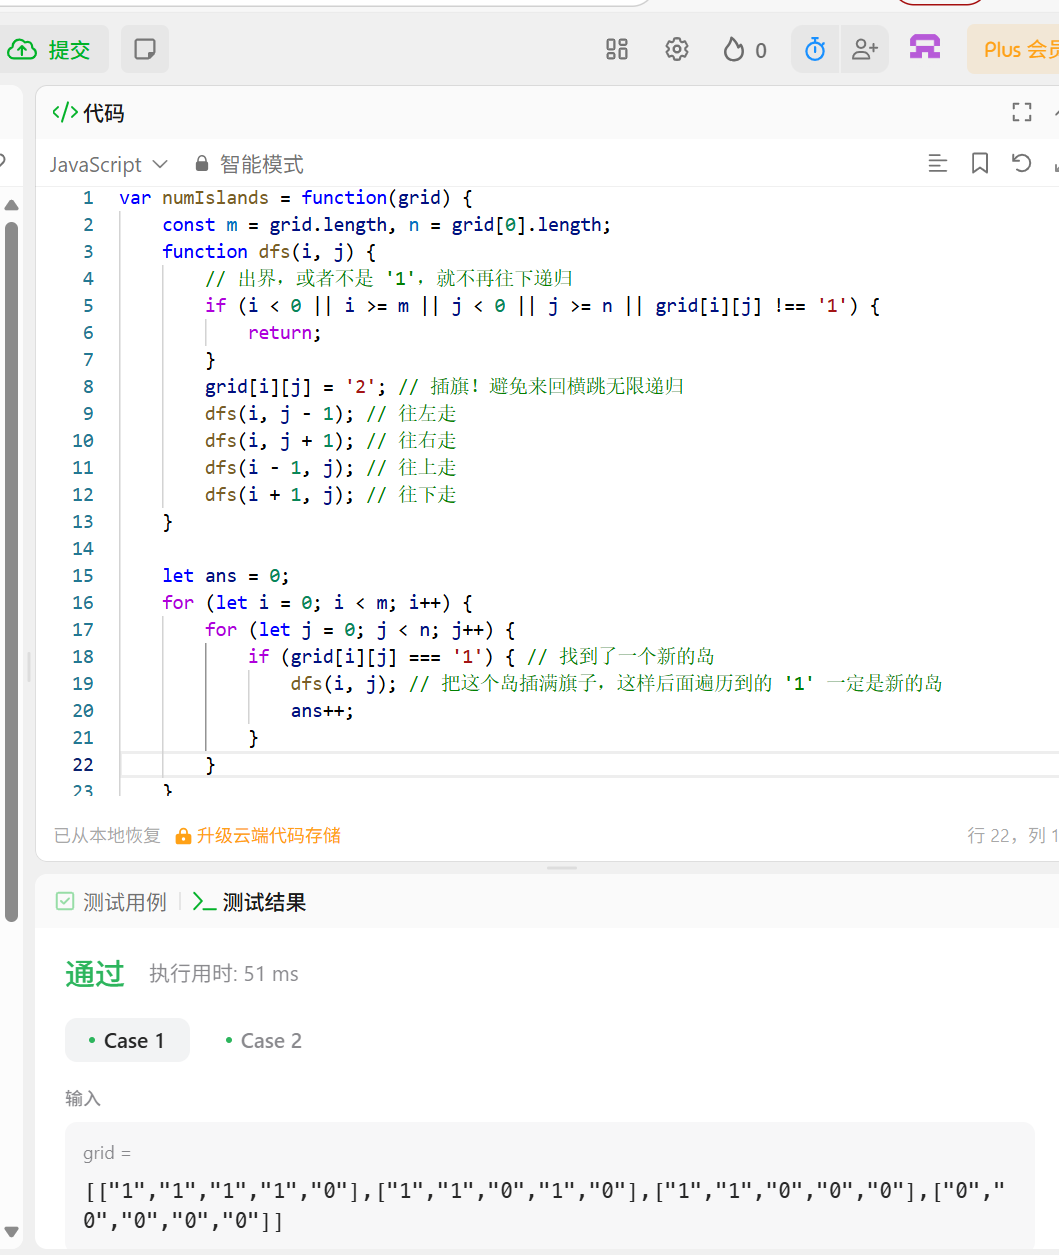 提交
0
Plus 会员
</> 代码
JavaScript 智能模式
1 var numIslands = function(grid) {
2 const m = grid.length, n = grid[0].length;
3 function dfs(i, j) {
4 // 出界，或者不是 '1'，就不再往下递归
5 if (i < 0 || i >= m || j < 0 || j >= n || grid[i][j] !== '1') {
6 return;
7 }
8 grid[i][j] = '2'; // 插旗！避免来回横跳无限递归
9 dfs(i, j - 1); // 往左走
10 dfs(i, j + 1); // 往右走
11 dfs(i - 1, j); // 往上走
12 dfs(i + 1, j); // 往下走
13 }
14
15 let ans = 0;
16 for (let i = 0; i < m; i++) {
17 for (let j = 0; j < n; j++) {
18 if (grid[i][j] === '1') { // 找到了一个新的岛
19 dfs(i, j); // 把这个岛插满旗子，这样后面遍历到的 '1' 一定是新的岛
20 ans++;
21 }
22 }
23 }
已从本地恢复 升级云端代码存储 行 22，列 1
测试用例 测试结果
通过 执行用时: 51 ms
Case 1 Case 2
输入
grid =
[["1","1","1","1","0"],["1","1","0","1","0"],["1","1","0","0","0"],["0","
0","0","0","0"]]